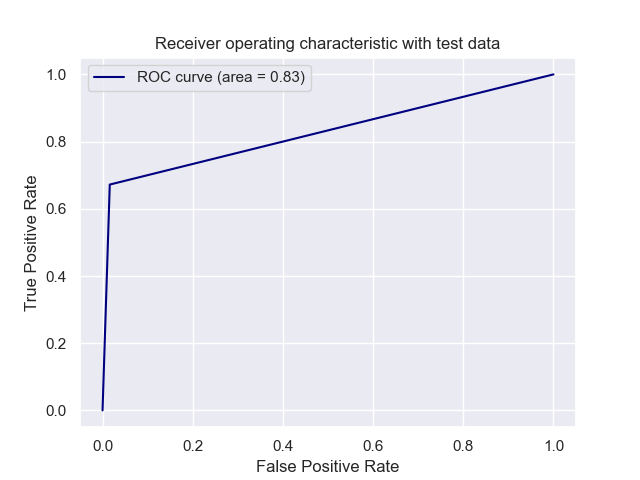 Receiver operating characteristic with test data
ROC curve (area = 0.83)
1.0
0.8
0.6
0.4
0.2
0.0
True Positive Rate
0.0 0.2 0.4 0.6 0.8 1.0
False Positive Rate